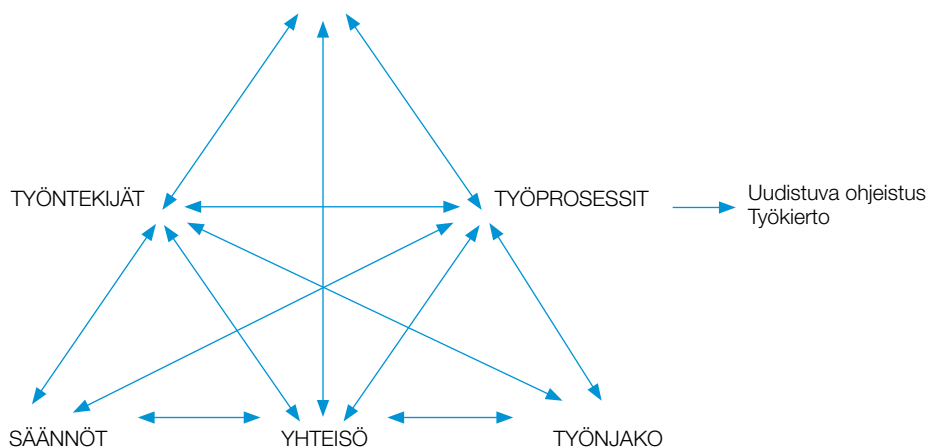 TYÖNTEKIJÄT
TYÖPROSESSIT
Uudistuva ohjeistus
Työkierto
SÄÄNNÖT
YHTEISÖ
TYÖNJAKO